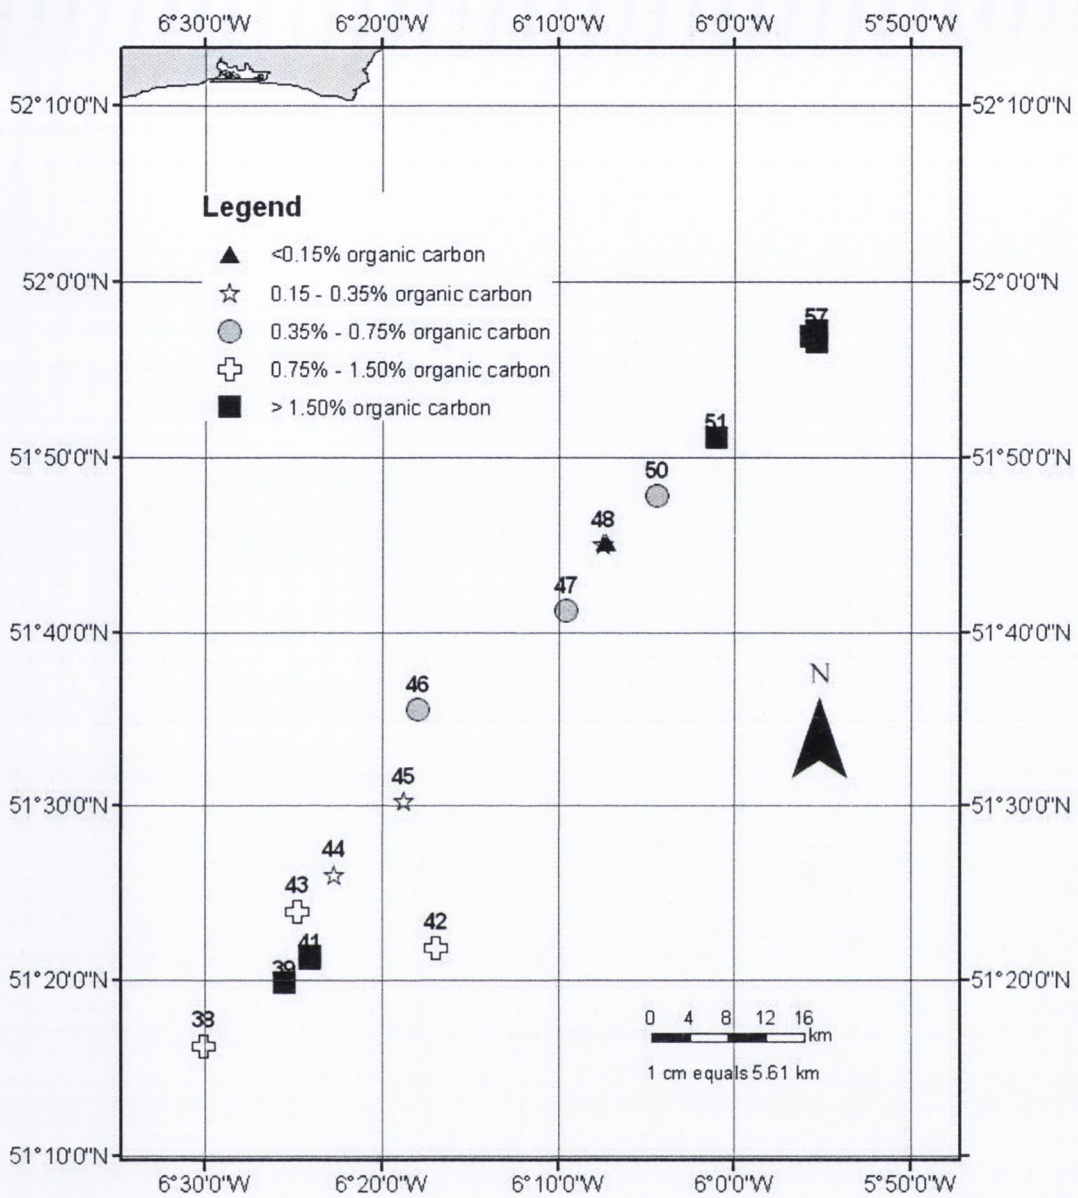 6°30'0"W 6°20'0"W 6°10'0"W 6°0'0"W 5°50'0"W
52°10'0"N 52°10'0"N
Legend
<0.15% organic carbon
52°0'0"N 52°0'0"N
0.15 - 0.35% organic carbon
0.35% - 0.75% organic carbon
57
0.75% - 1.50% organic carbon
> 1.50% organic carbon
51
51°50'0"N 51°50'0"N
50
48
47
51°40'0"N 51°40'0"N
N
46
45
51°30'0"N 51°30'0"N
44
43
42
41
39
51°20'0"N 51°20'0"N
38
0 4 8 12 16
km
1 cm equals 5.61 km
51°10'0"N 51°10'0"N
6°30'0"W 6°20'0"W 6°10'0"W 6°0'0"W 5°50'0"W